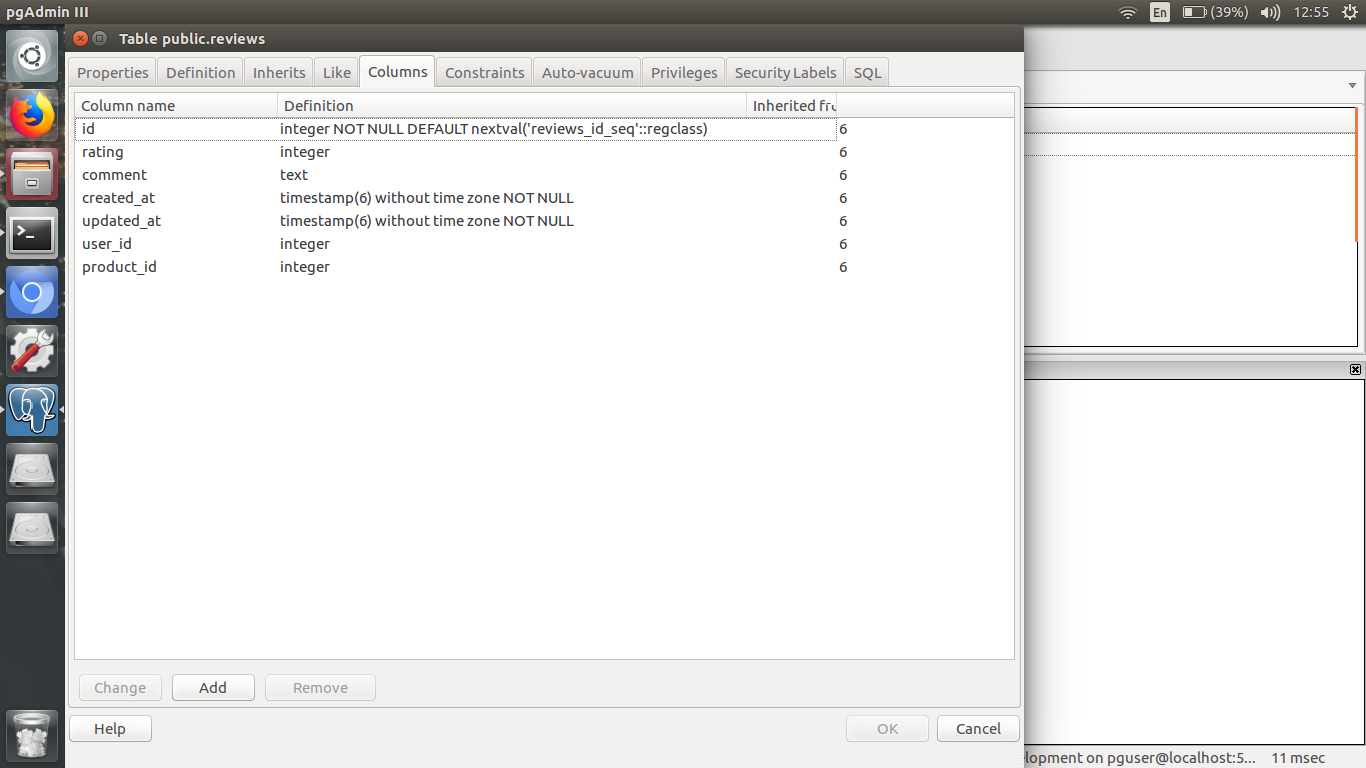 pgAdmin III
En
(39%)
12:55
Table public.reviews
Properties Definition Inherits Like Columns Constraints Auto-vacuum Privileges Security Labels SQL
Column name Definition Inherited fro
id integer NOT NULL DEFAULT nextval('reviews_id_seq'::regclass) 6
rating integer 6
comment text 6
created_at timestamp(6) without time zone NOT NULL 6
updated_at timestamp(6) without time zone NOT NULL 6
user_id integer 6
product_id integer 6
Change Add Remove
Help OK Cancel
lopment on pguser@localhost:5... 11 msec